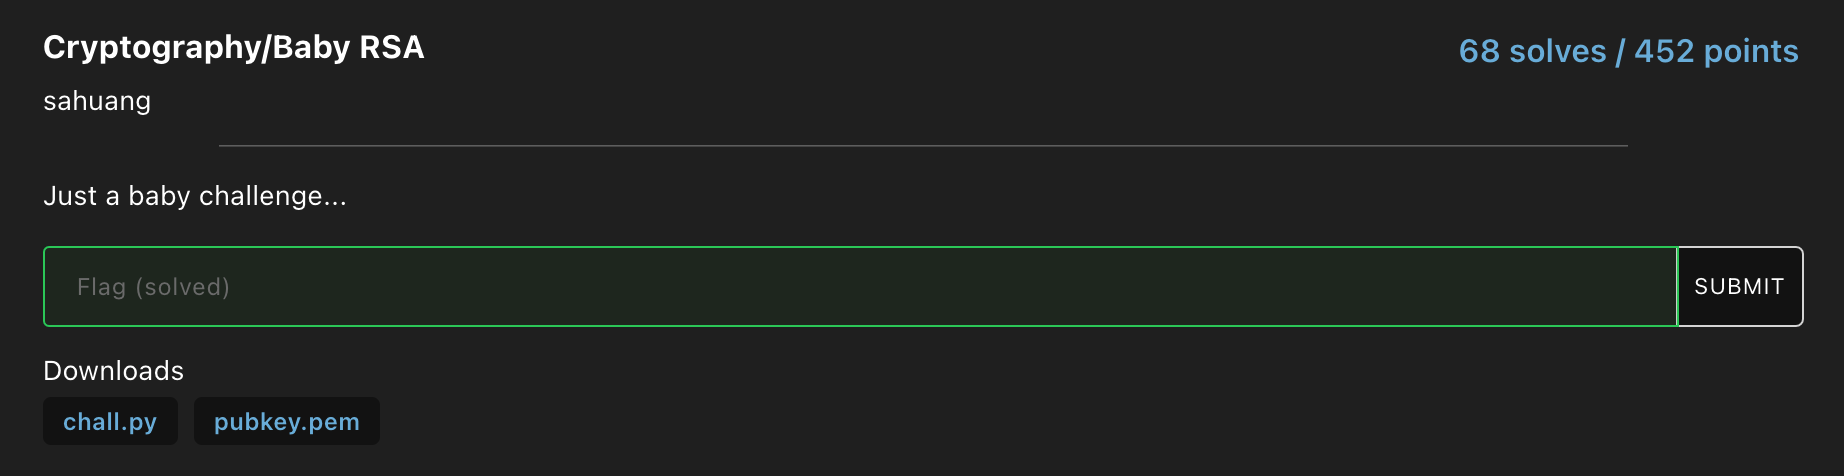 Cryptography/Baby RSA
68 solves / 452 points
sahuang
Just a baby challenge...
Flag (solved)
SUBMIT
Downloads
chall.py
pubkey.pem